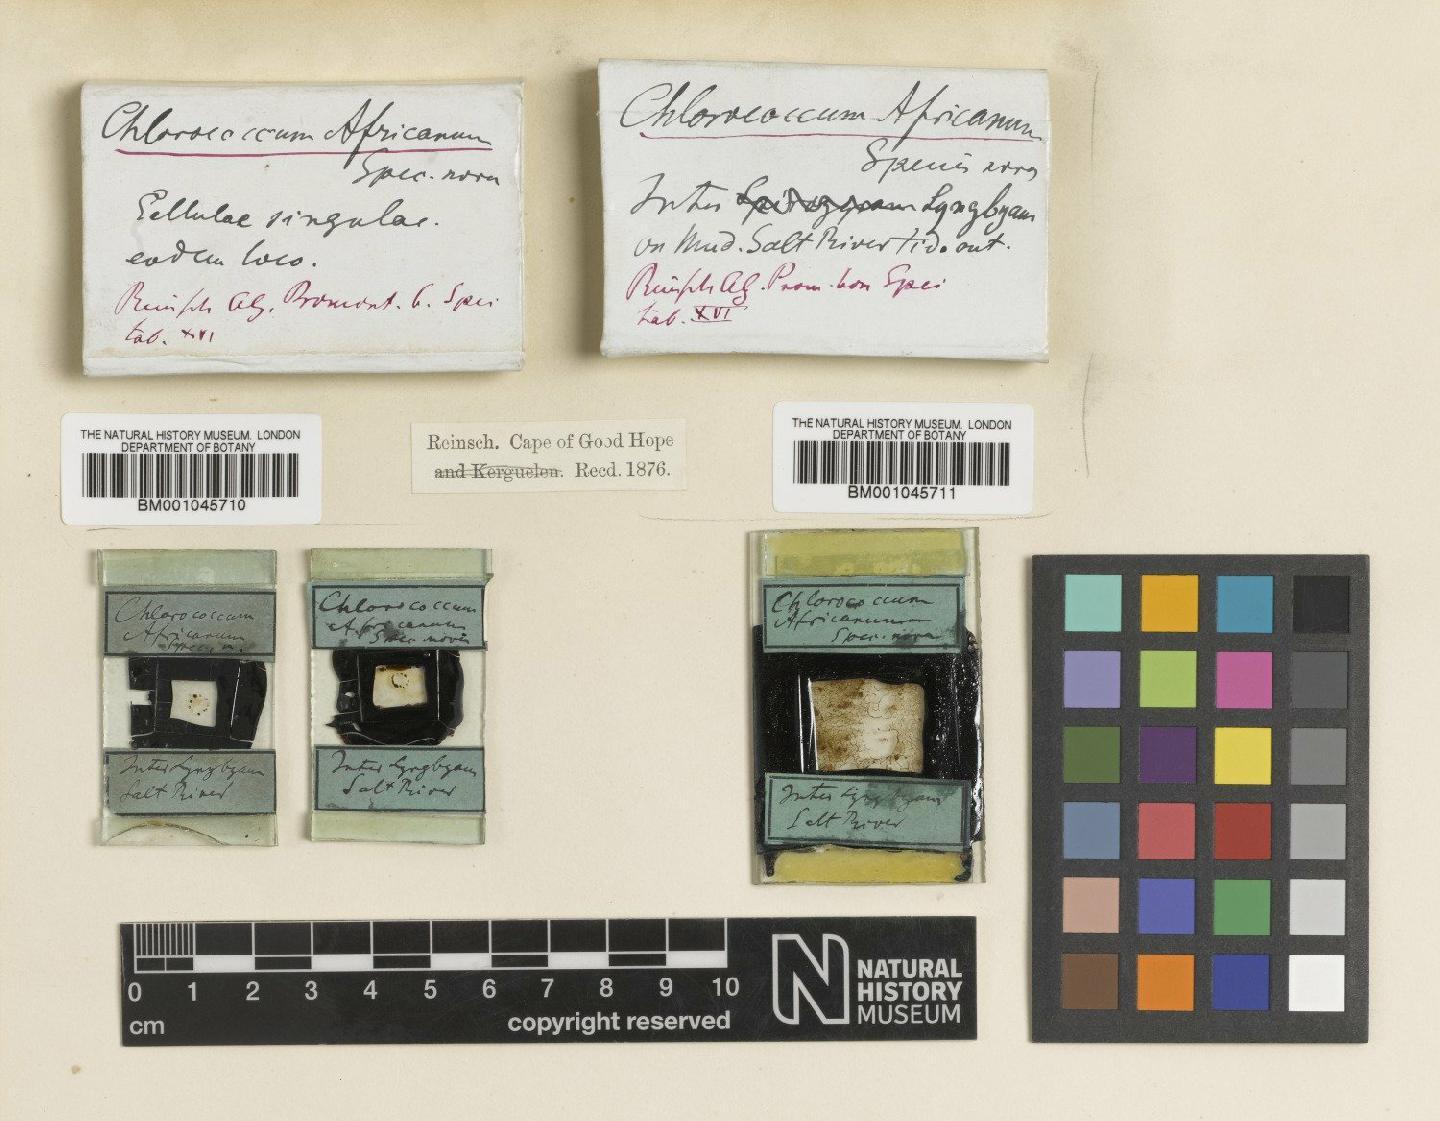 Chlorococcum Africanum
Spec. nova
Cellulae singulae.
eodem loco.
Reinsch Alg. Promont. b. Spei
tab. XVI
Chlorococcum Africanum
Species nova
Inter Spirogyram Lyngbyam
on Mud. Salt River tid. out.
Reinsch Alg. Prom. bon Spei
tab. XVI
THE NATURAL HISTORY MUSEUM, LONDON
DEPARTMENT OF BOTANY
BM001045710
Reinsch. Cape of Good Hope
and Kerguelen. Recd. 1876.
THE NATURAL HISTORY MUSEUM, LONDON
DEPARTMENT OF BOTANY
BM001045711
Chlorococcum
Africanum
Spec. n.
Inter Lyngbyam
Salt River
Chlorococcum
Africanum
Spec. nova
Inter Lyngbyam
Salt River
Chlorococcum
Africanum
Spec. nova
Inter Lyngbyam
Salt River
0 1 2 3 4 5 6 7 8 9 10
cm
copyright reserved
NATURAL
HISTORY
MUSEUM